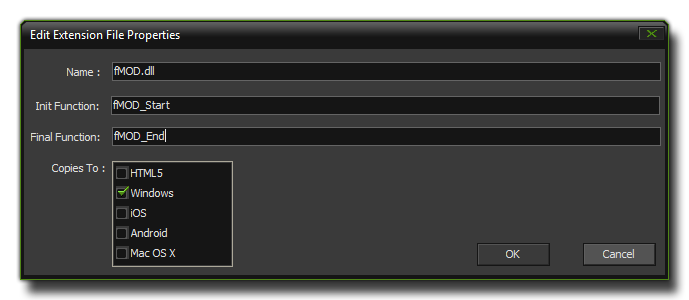 Edit Extension File Properties
Name : fMOD.dll
Init Function: fMOD_Start
Final Function: fMOD_End
Copies To : HTML5
Windows
iOS
Android
Mac OS X
OK Cancel